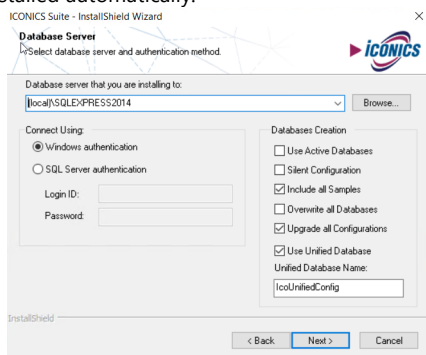 stalled automatically.
ICONICS Suite - InstallShield Wizard
Database Server
Select database server and authentication method.
ICONICS
Database server that you are installing to:
(local)\SQLEXPRESS2014
Browse...
Connect Using:
Windows authentication
SQL Server authentication
Login ID:
Password:
Databases Creation
Use Active Databases
Silent Configuration
Include all Samples
Overwrite all Databases
Upgrade all Configurations
Use Unified Database
Unified Database Name:
IcoUnifiedConfig
InstallShield
< Back
Next >
Cancel